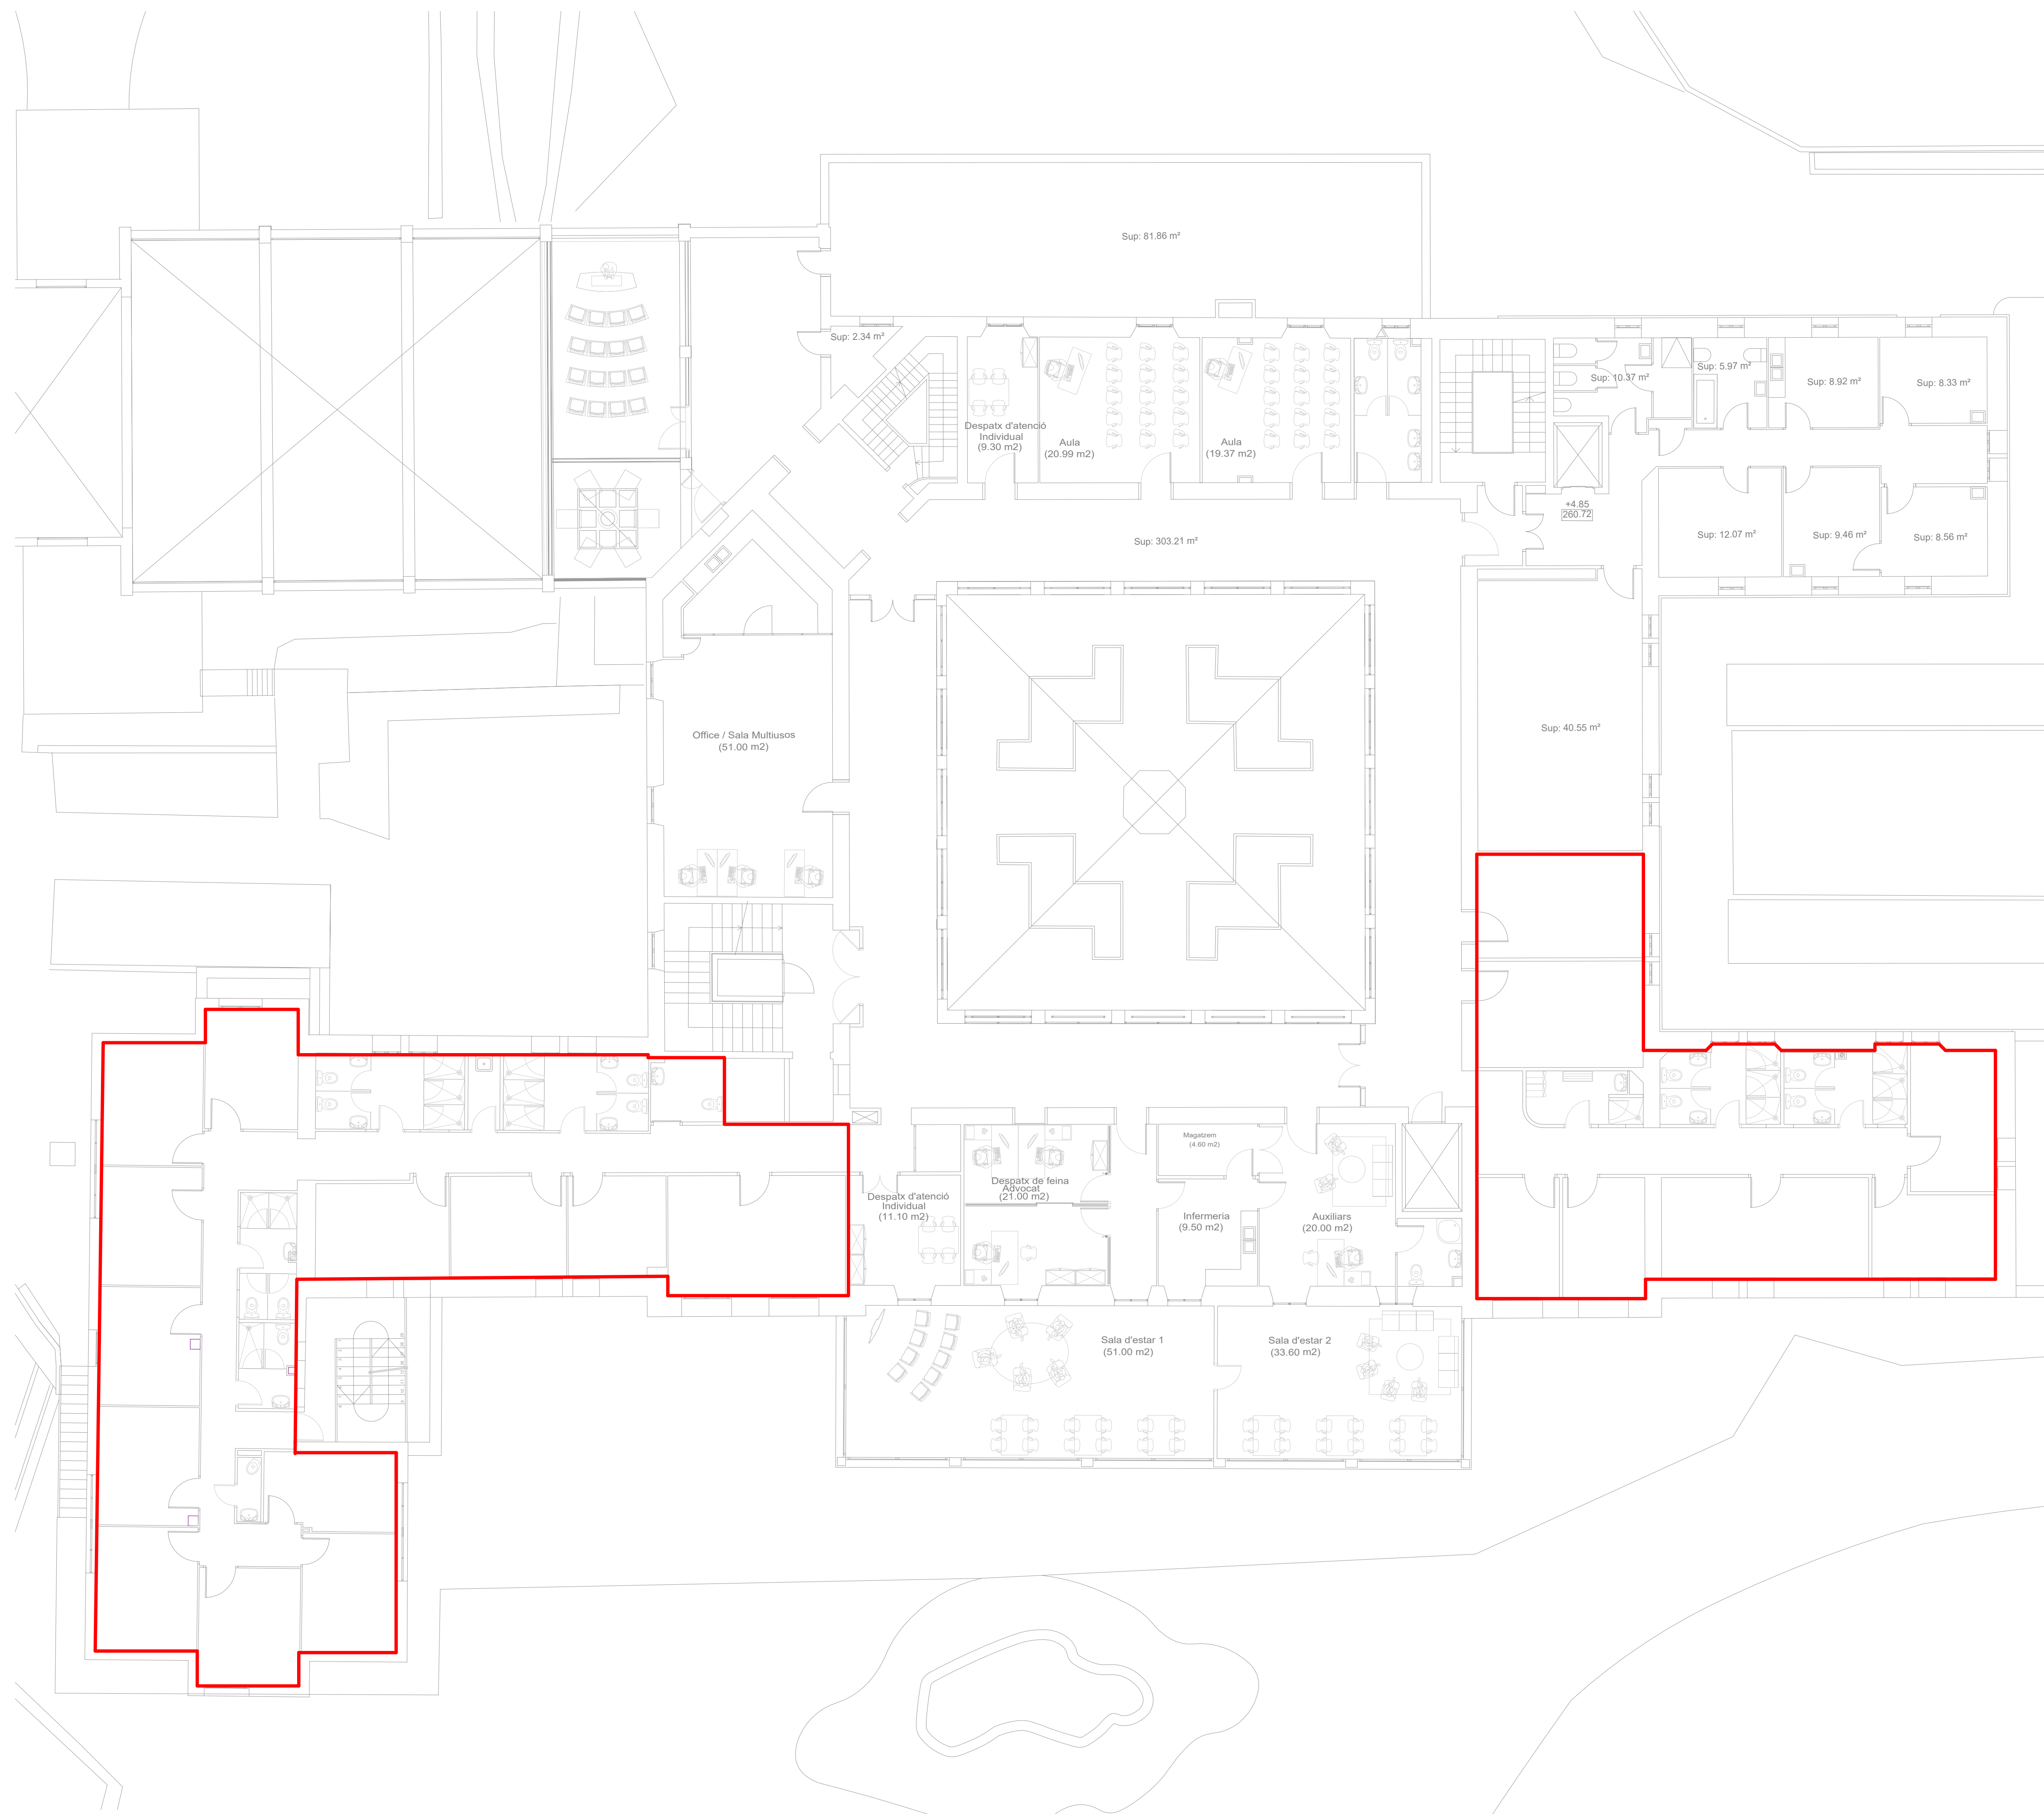 Sup: 81.86 m²
Sup: 2.34 m²
Sup: 10.37 m²
Sup: 5.97 m²
Sup: 8.92 m²
Sup: 8.33 m²
Despatx d'atenció
Individual
(9.30 m2)
Aula
(20.99 m2)
Aula
(19.37 m2)
+4.85
260.72
Sup: 303.21 m²
Sup: 12.07 m²
Sup: 9.46 m²
Sup: 8.56 m²
Office / Sala Multiusos
(51.00 m2)
Sup: 40.55 m²
Magatzem
(4.60 m2)
Despatx d'atenció
Individual
(11.10 m2)
Despatx de feina
Advocat
(21.00 m2)
Infermeria
(9.50 m2)
Auxiliars
(20.00 m2)
Sala d'estar 1
(51.00 m2)
Sala d'estar 2
(33.60 m2)